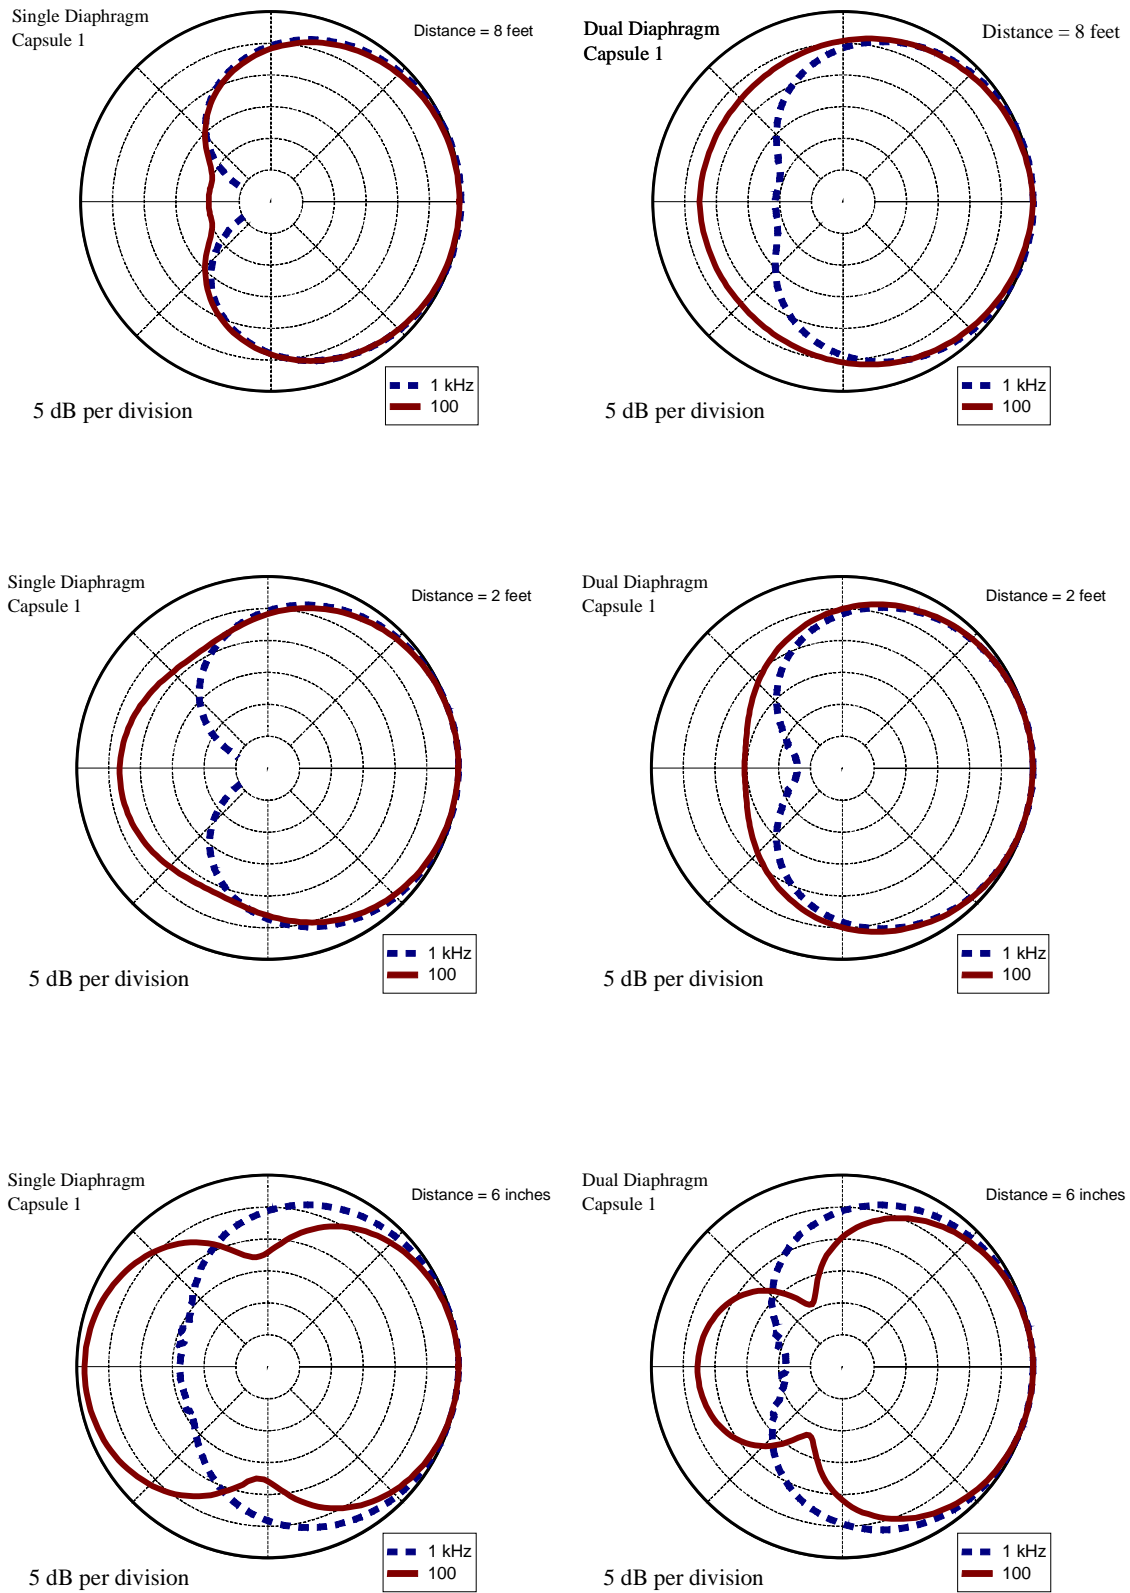 Single Diaphragm
Capsule 1
Distance = 8 feet
1 kHz
100
5 dB per division
Dual Diaphragm
Capsule 1
Distance = 8 feet
1 kHz
100
5 dB per division
Single Diaphragm
Capsule 1
Distance = 2 feet
1 kHz
100
5 dB per division
Dual Diaphragm
Capsule 1
Distance = 2 feet
1 kHz
100
5 dB per division
Single Diaphragm
Capsule 1
Distance = 6 inches
1 kHz
100
5 dB per division
Dual Diaphragm
Capsule 1
Distance = 6 inches
1 kHz
100
5 dB per division